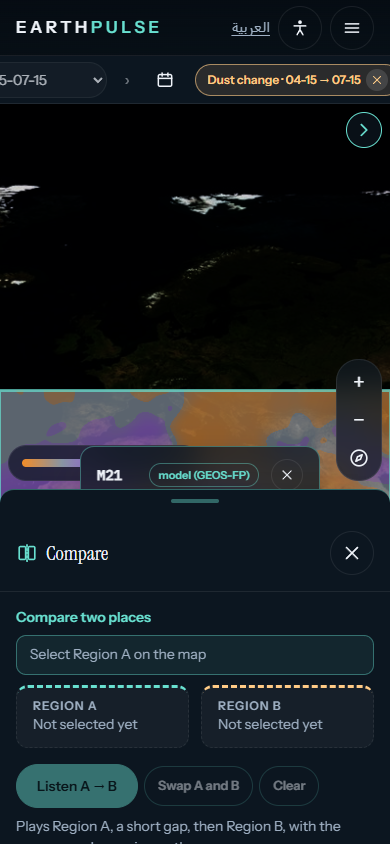 EARTHPULSE
العربية
5-07-15
Dust change · 04-15 → 07-15
M21
model (GEOS-FP)
Compare
Compare two places
Select Region A on the map
REGION A
Not selected yet
REGION B
Not selected yet
Listen A → B
Swap A and B
Clear
Plays Region A, a short gap, then Region B, with the